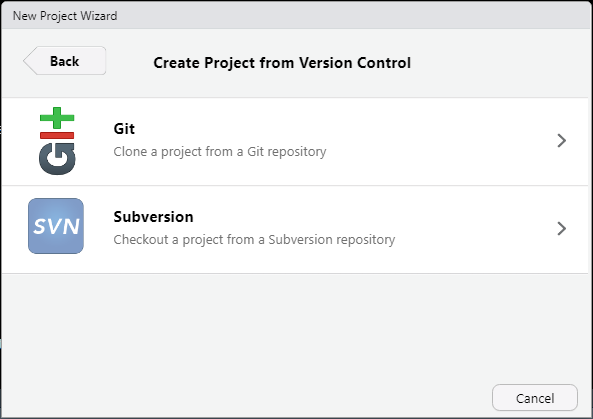 New Project Wizard
Back
Create Project from Version Control
Git
Clone a project from a Git repository
git
SVN
Subversion
Checkout a project from a Subversion repository
Cancel